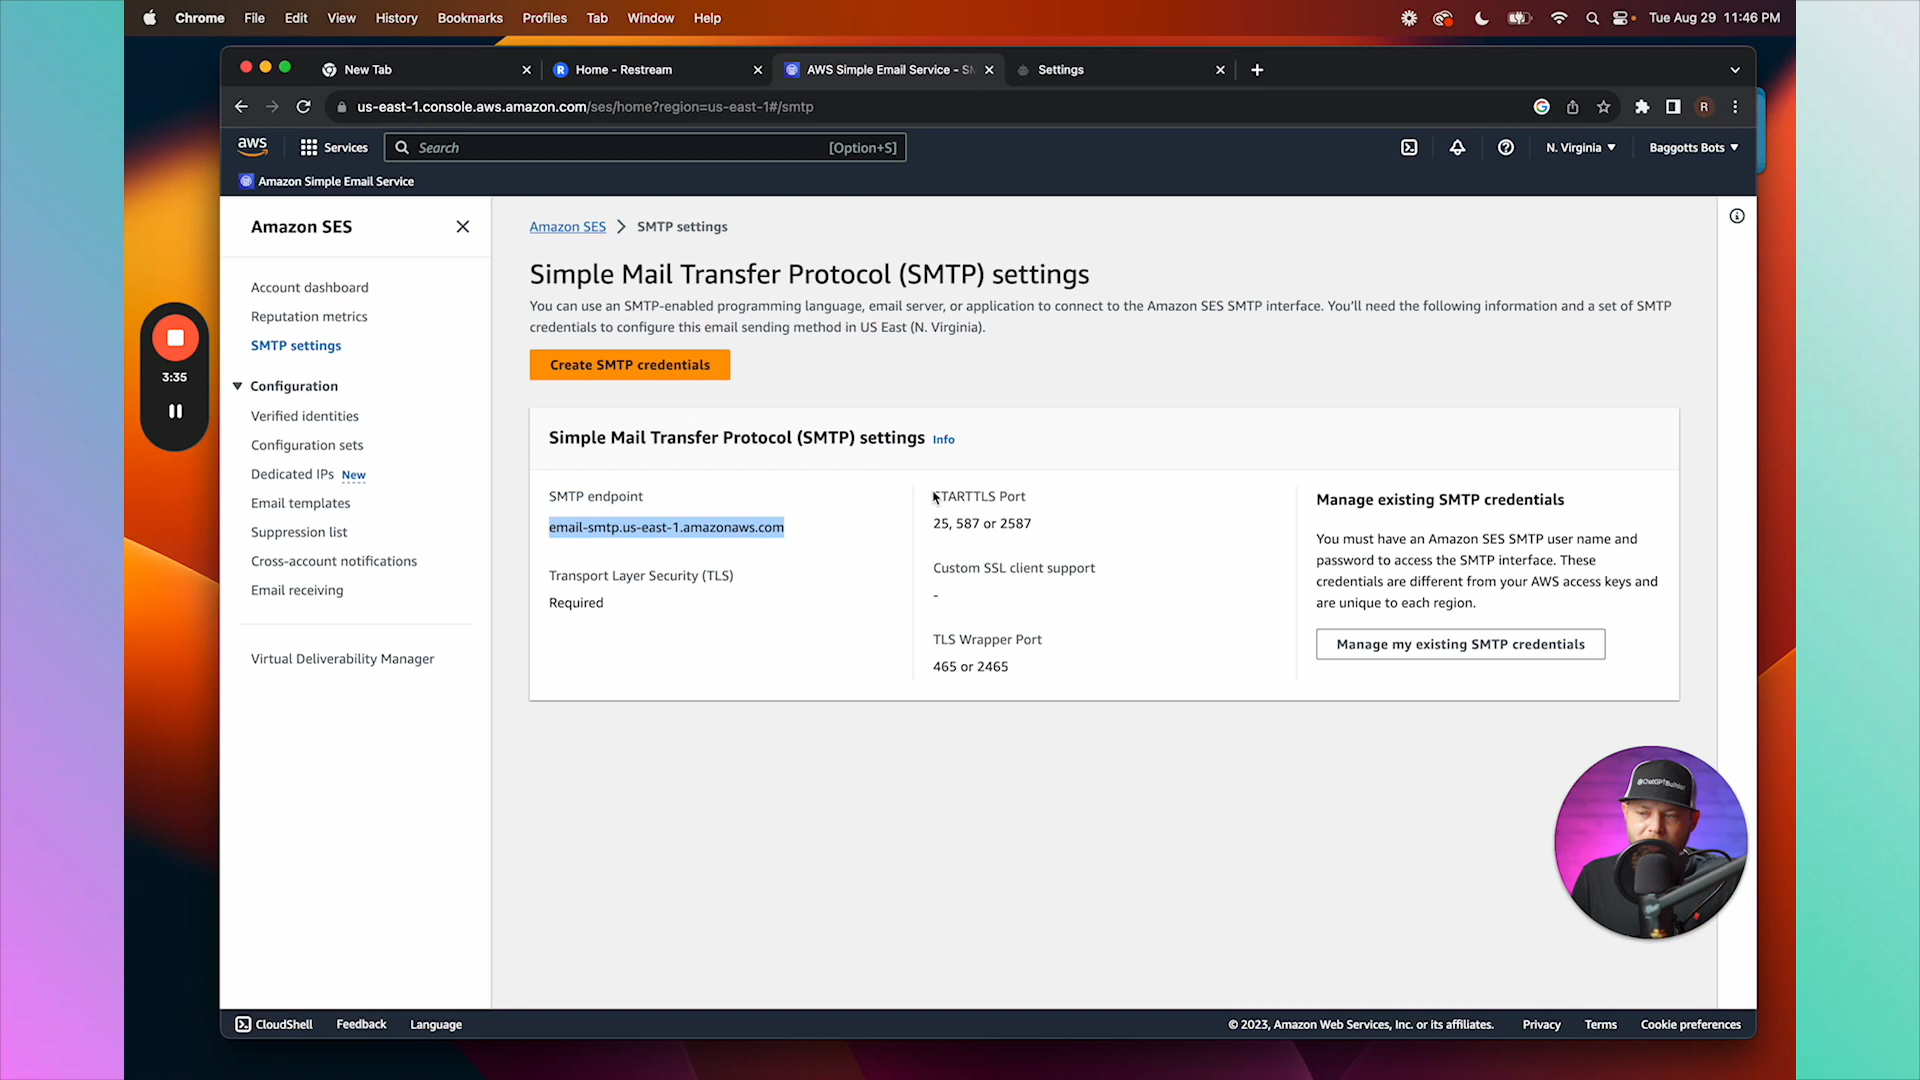 Chrome File Edit View History Bookmarks Profiles Tab Window Help Tue Aug 29 11:46 PM
New Tab Home - Restream AWS Simple Email Service - SM Settings
us-east-1.console.aws.amazon.com/ses/home?region=us-east-1#/smtp R
aws Services Search [Option+S] N. Virginia Baggotts Bots
Amazon Simple Email Service
Amazon SES
Account dashboard
Reputation metrics
SMTP settings
Configuration
Verified identities
Configuration sets
Dedicated IPs New
Email templates
Suppression list
Cross-account notifications
Email receiving
Virtual Deliverability Manager
3:35
Amazon SES > SMTP settings
Simple Mail Transfer Protocol (SMTP) settings
You can use an SMTP-enabled programming language, email server, or application to connect to the Amazon SES SMTP interface. You'll need the following information and a set of SMTP
credentials to configure this email sending method in US East (N. Virginia).
Create SMTP credentials
Simple Mail Transfer Protocol (SMTP) settings Info
SMTP endpoint
email-smtp.us-east-1.amazonaws.com
Transport Layer Security (TLS)
Required
STARTTLS Port
25, 587 or 2587
Custom SSL client support
-
TLS Wrapper Port
465 or 2465
Manage existing SMTP credentials
You must have an Amazon SES SMTP user name and
password to access the SMTP interface. These
credentials are different from your AWS access keys and
are unique to each region.
Manage my existing SMTP credentials
@ChatGPTBuilder
CloudShell Feedback Language © 2023, Amazon Web Services, Inc. or its affiliates. Privacy Terms Cookie preferences